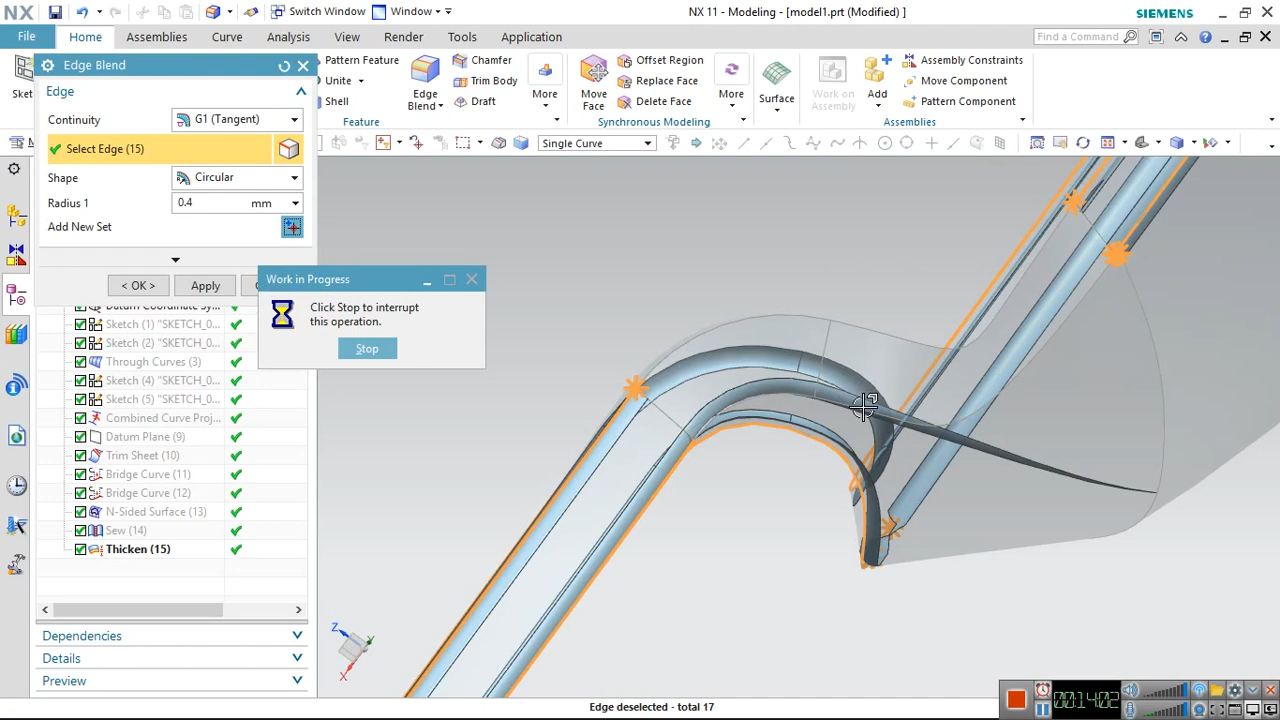 NX
Switch Window
Window
NX 11 - Modeling - [model1.prt (Modified) ]
SIEMENS
File
Home
Assemblies
Curve
Analysis
View
Render
Tools
Application
Find a Command
Edge Blend
Pattern Feature
Unite
Shell
Edge
Blend
Chamfer
Trim Body
Draft
More
Feature
Move
Face
Offset Region
Replace Face
Delete Face
More
Synchronous Modeling
Surface
Work on
Assembly
Add
Assembly Constraints
Move Component
Pattern Component
Assemblies
Single Curve
Edge
Continuity
G1 (Tangent)
Select Edge (15)
Shape
Circular
Radius 1
0.4
mm
Add New Set
< OK >
Apply
Work in Progress
Click Stop to interrupt
this operation.
Stop
Datum Coordinate Sy...
Sketch (1) "SKETCH_0...
Sketch (2) "SKETCH_0...
Through Curves (3)
Sketch (4) "SKETCH_0...
Combined Curve Proj...
Datum Plane (9)
Trim Sheet (10)
Bridge Curve (11)
Bridge Curve (12)
N-Sided Surface (13)
Sew (14)
Thicken (15)
Dependencies
Details
Preview
Z
Y
X
Edge deselected - total 17
00:14:02